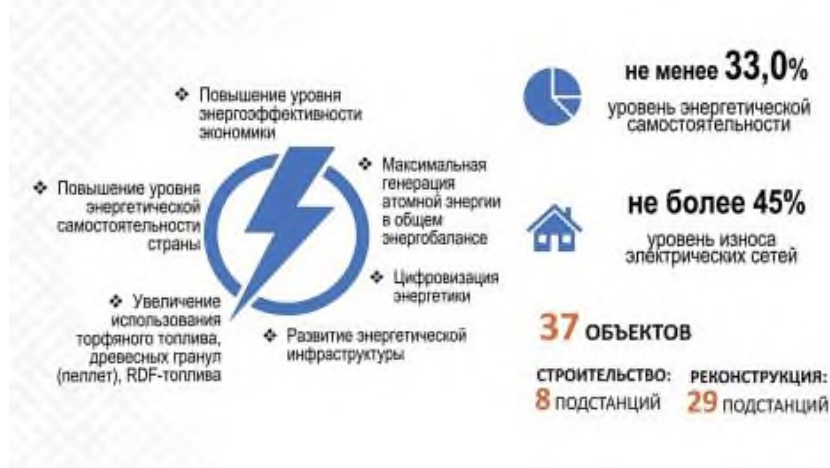 ❖ Повышение уровня
энергоэффективности
экономики
❖ Повышение уровня
энергетической
самостоятельности
страны
❖ Максимальная
генерация
атомной энергии
в общем
энергобалансе
❖ Цифровизация
энергетики
❖ Увеличение
использования
торфяного топлива,
древесных гранул
(пеллет), RDF-топлива
❖ Развитие энергетической
инфраструктуры
не менее 33,0%
уровень энергетической
самостоятельности
не более 45%
уровень износа
электрических сетей
37 ОБЪЕКТОВ
СТРОИТЕЛЬСТВО:
8 ПОДСТАНЦИЙ
РЕКОНСТРУКЦИЯ:
29 ПОДСТАНЦИЙ